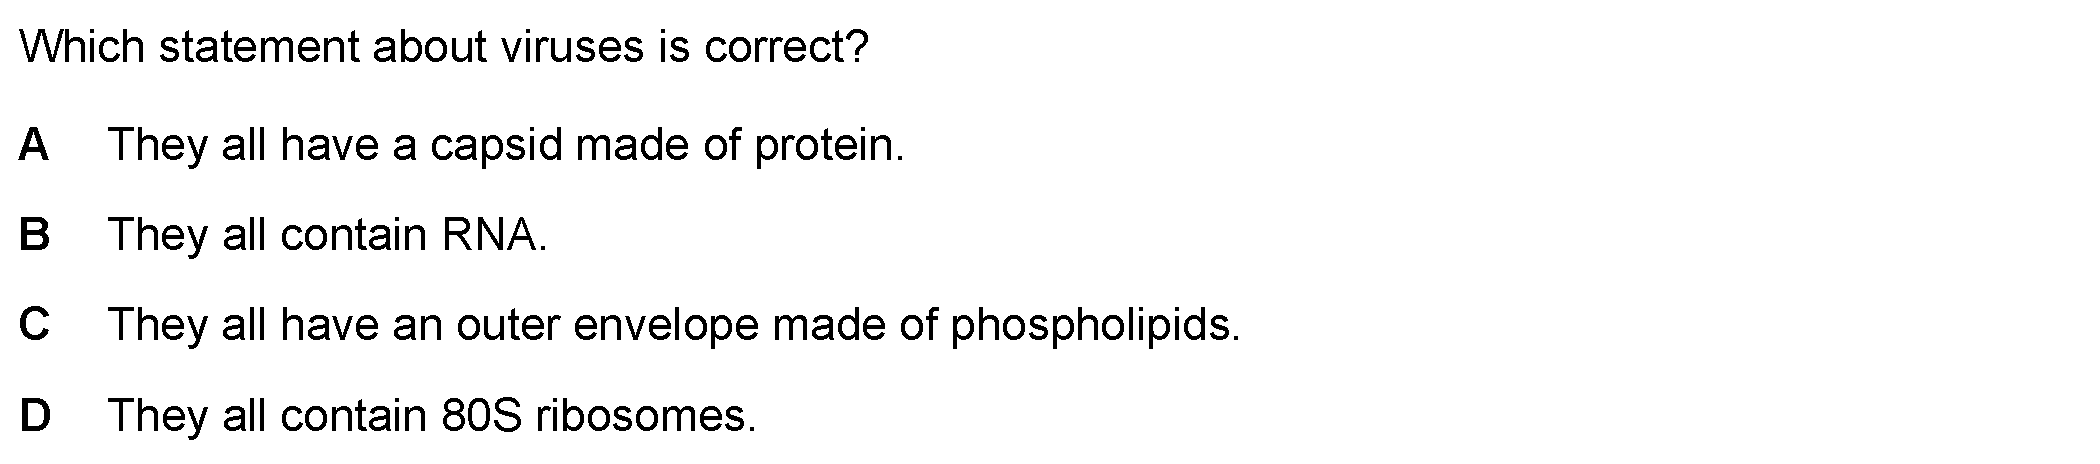 Which statement about viruses is correct?
A They all have a capsid made of protein.
B They all contain RNA.
C They all have an outer envelope made of phospholipids.
D They all contain 80S ribosomes.